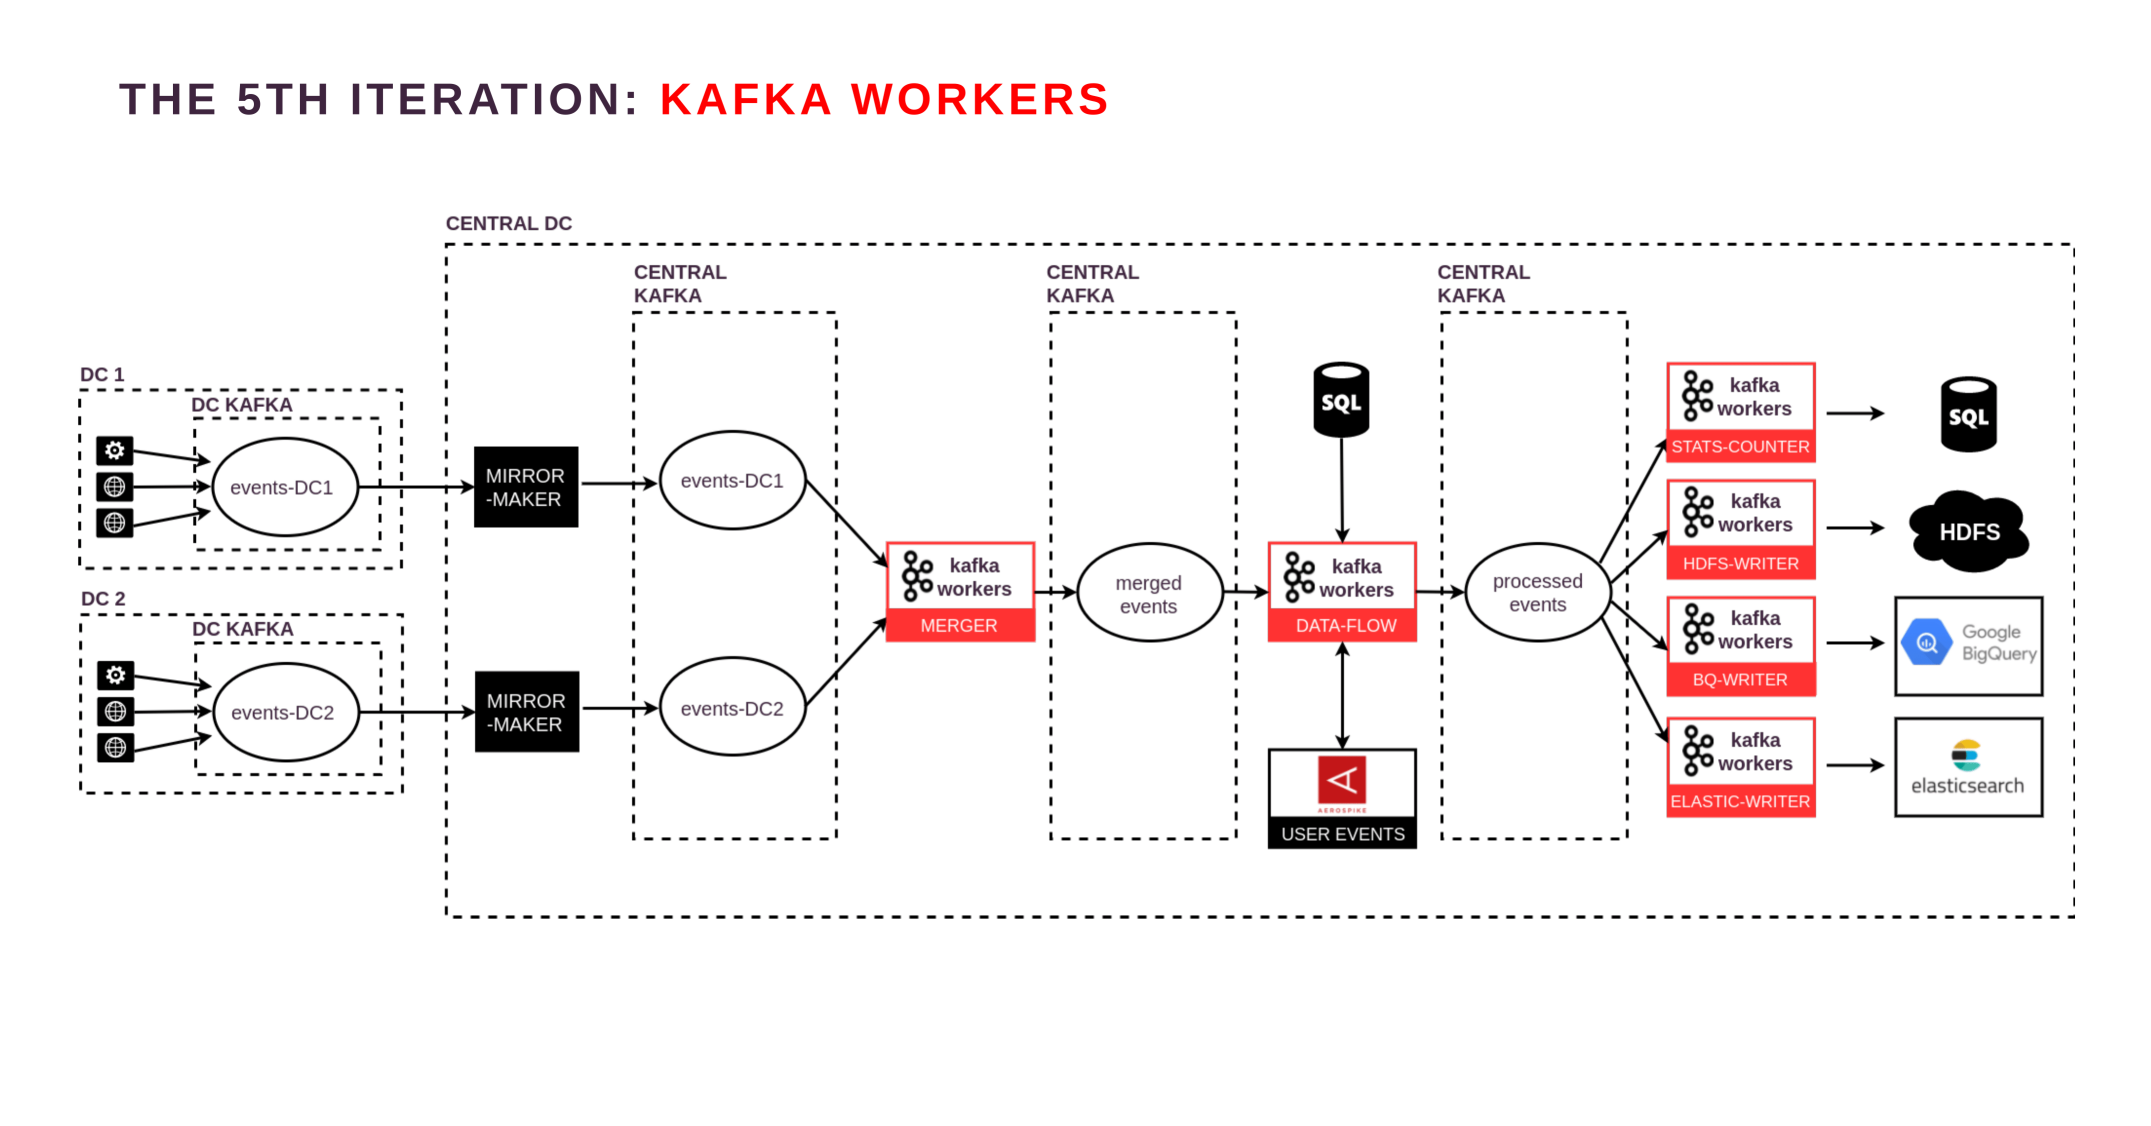 THE 5TH ITERATION: KAFKA WORKERS
CENTRAL DC
CENTRAL
KAFKA
CENTRAL
KAFKA
CENTRAL
KAFKA
DC 1
DC KAFKA
events-DC1
MIRROR
-MAKER
events-DC1
DC 2
DC KAFKA
events-DC2
MIRROR
-MAKER
events-DC2
kafka
workers
MERGER
merged
events
SQL
kafka
workers
DATA-FLOW
AEROSPIKE
USER EVENTS
processed
events
kafka
workers
STATS-COUNTER
SQL
kafka
workers
HDFS-WRITER
HDFS
kafka
workers
BQ-WRITER
Google
BigQuery
kafka
workers
ELASTIC-WRITER
elasticsearch